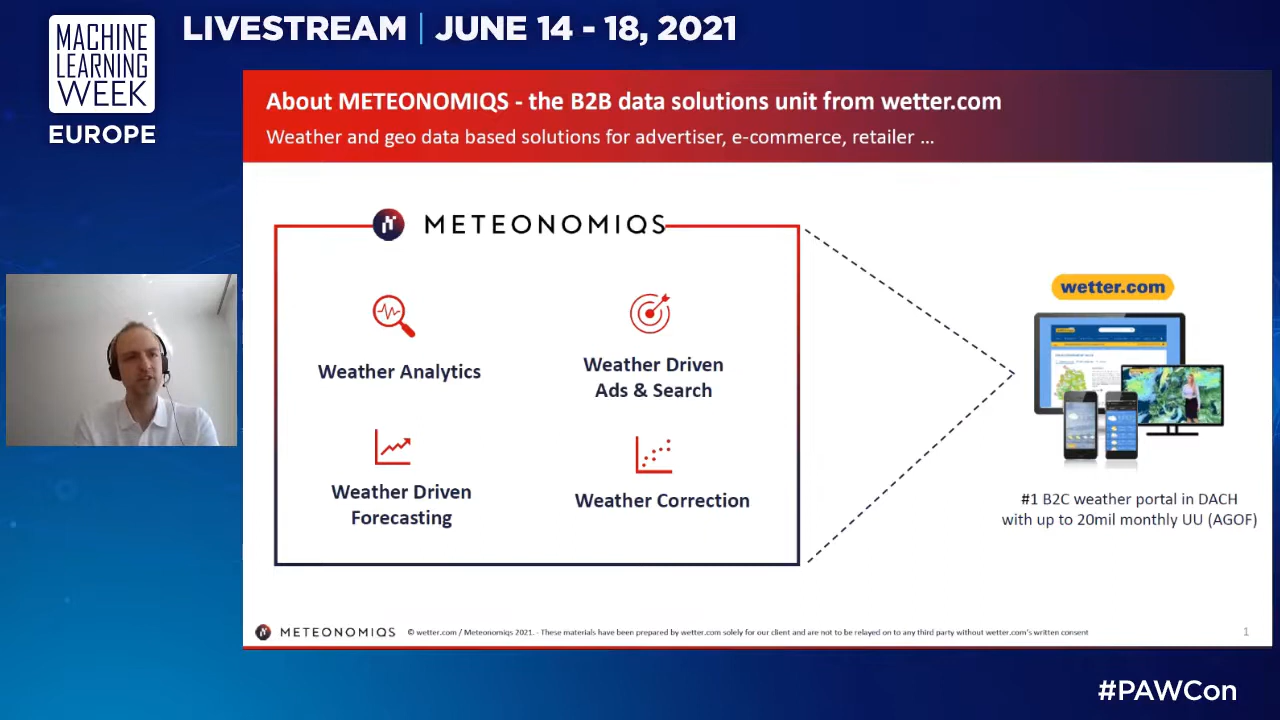 LIVESTREAM | JUNE 14 - 18, 2021
MACHINE
LEARNING
WEEK
EUROPE
About METEONOMIQS - the B2B data solutions unit from wetter.com
Weather and geo data based solutions for advertiser, e-commerce, retailer ...
METEONOMIQS
Weather Analytics
Weather Driven
Ads & Search
Weather Driven
Forecasting
Weather Correction
wetter.com
#1 B2C weather portal in DACH
with up to 20mil monthly UU (AGOF)
METEONOMIQS
© wetter.com / Meteonomiqs 2021. - These materials have been prepared by wetter.com solely for our client and are not to be relayed on to any third party without wetter.com's written consent
1
#PAWCon